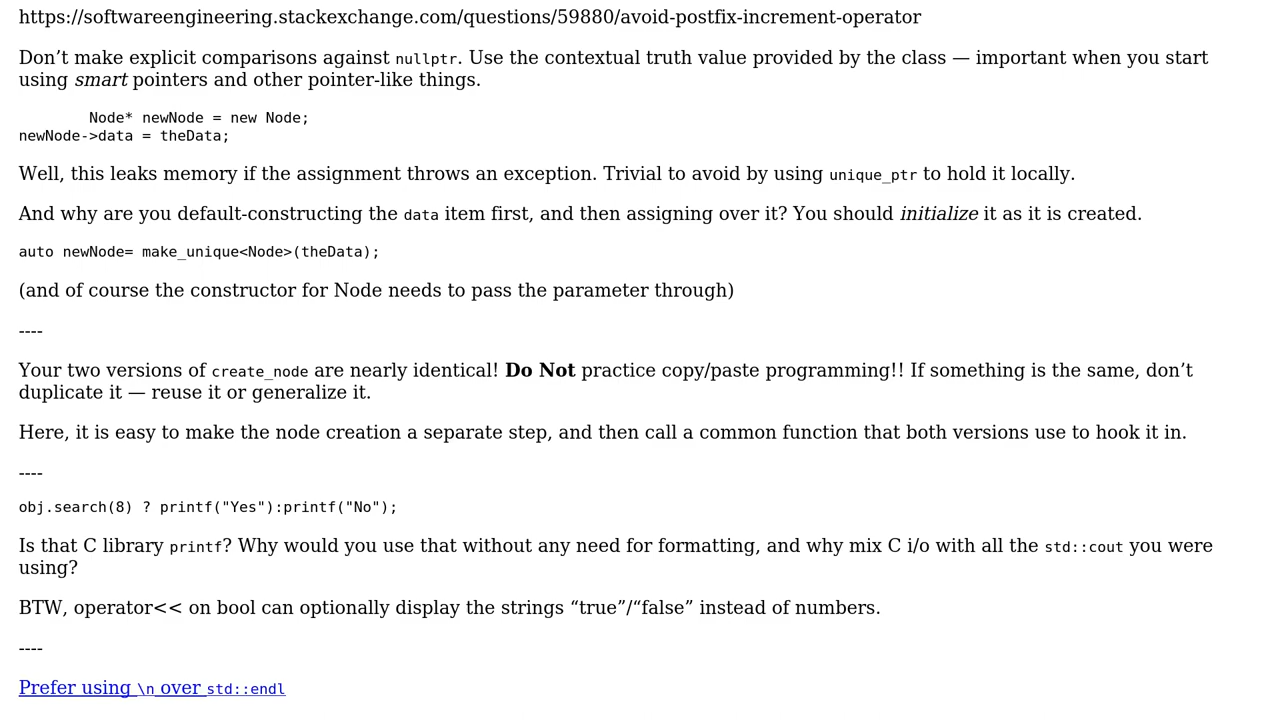 https://softwareengineering.stackexchange.com/questions/59880/avoid-postfix-increment-operator
Don’t make explicit comparisons against nullptr. Use the contextual truth value provided by the class — important when you start
using smart pointers and other pointer-like things.
Node* newNode = new Node;
newNode->data = theData;
Well, this leaks memory if the assignment throws an exception. Trivial to avoid by using unique_ptr to hold it locally.
And why are you default-constructing the data item first, and then assigning over it? You should initialize it as it is created.
auto newNode= make_unique<Node>(theData);
(and of course the constructor for Node needs to pass the parameter through)
----
Your two versions of create_node are nearly identical! Do Not practice copy/paste programming!! If something is the same, don’t
duplicate it — reuse it or generalize it.
Here, it is easy to make the node creation a separate step, and then call a common function that both versions use to hook it in.
----
obj.search(8) ? printf("Yes"):printf("No");
Is that C library printf? Why would you use that without any need for formatting, and why mix C i/o with all the std::cout you were
using?
BTW, operator<< on bool can optionally display the strings “true”/“false” instead of numbers.
----
Prefer using \n over std::endl